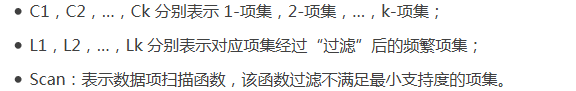 • C1，C2，…，Ck 分别表示 1-项集，2-项集，…，k-项集；
• L1，L2，…，Lk 分别表示对应项集经过“过滤”后的频繁项集；
• Scan：表示数据项扫描函数，该函数过滤不满足最小支持度的项集。